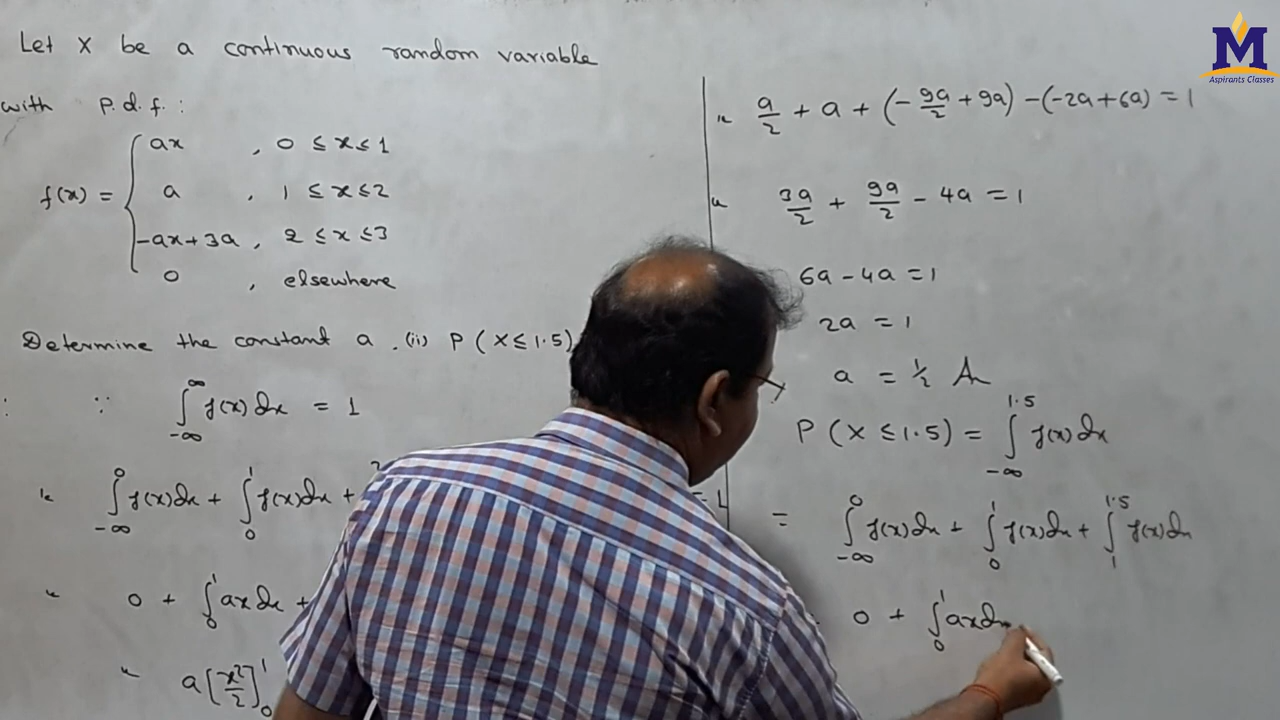 Let X be a continuous random variable
with p.d.f. :
f(x) = { ax , 0 ≤ x ≤ 1
a , 1 ≤ x ≤ 2
-ax+3a , 2 ≤ x ≤ 3
0 , elsewhere
Determine the constant a . (ii) P(X ≤ 1.5)
: ∵ ∫_{-∞}^{∞} f(x)dx = 1
∫_{-∞}^{0} f(x)dx + ∫_{0}^{1} f(x)dx + = 1
0 + ∫_{0}^{1} ax dx +
a[x²/2]_{0}^{1}
a/2 + a + (-9a/2 + 9a) - (-2a+6a) = 1
3a/2 + 9a/2 - 4a = 1
6a - 4a = 1
2a = 1
a = 1/2 An
P(X ≤ 1.5) = ∫_{-∞}^{1.5} f(x)dx
= ∫_{-∞}^{0} f(x)dx + ∫_{0}^{1} f(x)dx + ∫_{1}^{1.5} f(x)dx
0 + ∫_{0}^{1} ax dx
M
Aspirants Classes